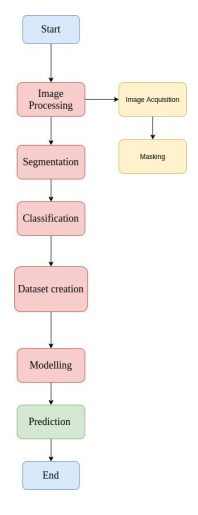 Start
Image
Processing
Image Acquisition
Segmentation
Masking
Classification
Dataset creation
Modelling
Prediction
End